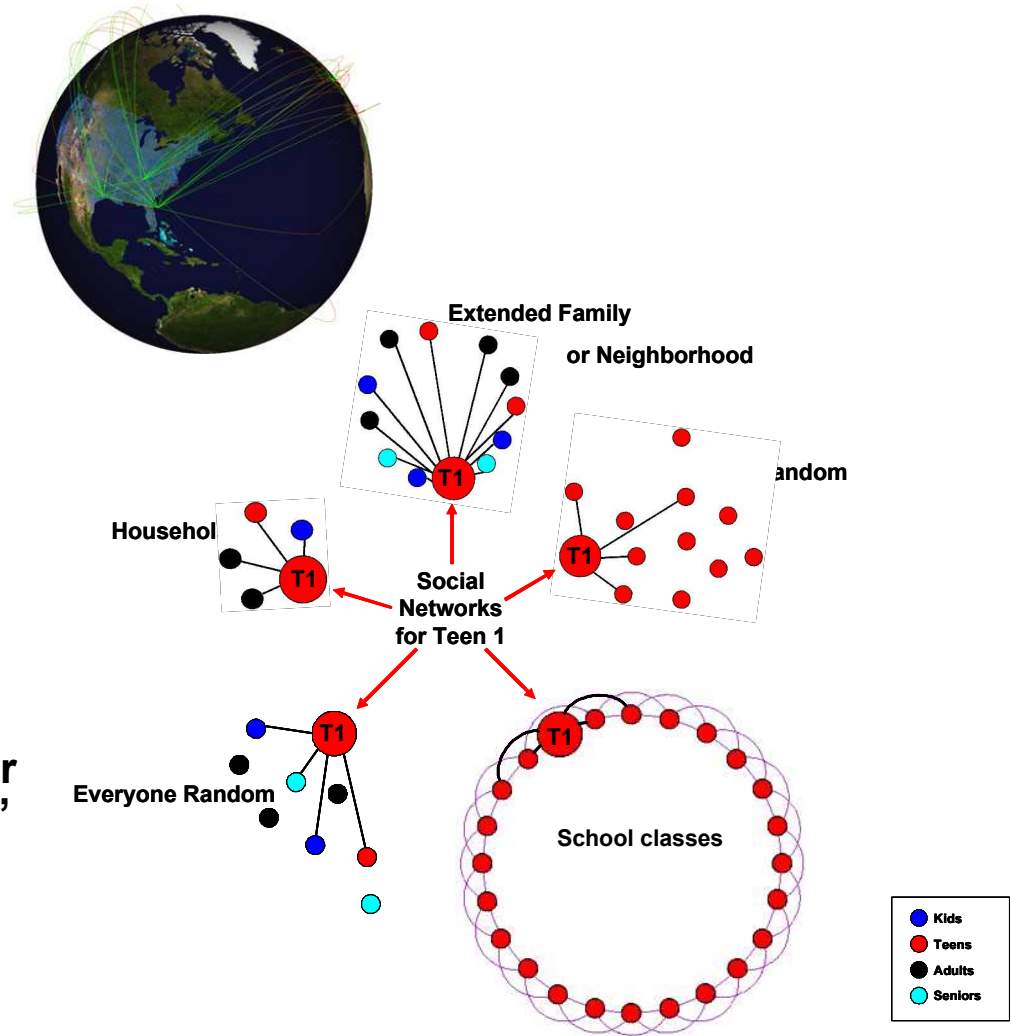 Extended Family
or Neighborhood
andom
Househol
T1
T1
T1
Social
Networks
for Teen 1
T1
T1
r
,
Everyone Random
School classes
Kids
Teens
Adults
Seniors